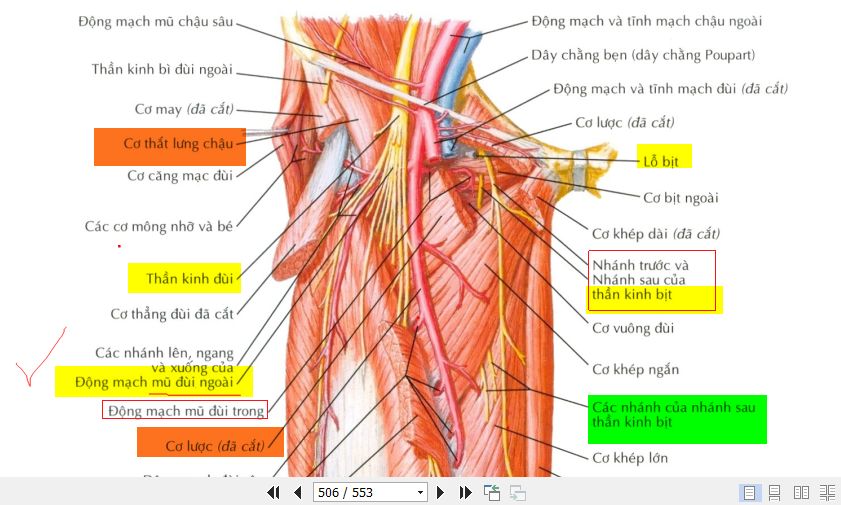 Động mạch mũ chậu sâu
Thần kinh bì đùi ngoài
Cơ may (đã cắt)
Cơ thắt lưng chậu
Cơ căng mạc đùi
Các cơ mông nhỡ và bé
Thần kinh đùi
Cơ thẳng đùi đã cắt
Các nhánh lên, ngang
và xuống của
Động mạch mũ đùi ngoài
Động mạch mũ đùi trong
Cơ lược (đã cắt)
Động mạch và tĩnh mạch chậu ngoài
Dây chằng bẹn (dây chằng Poupart)
Động mạch và tĩnh mạch đùi (đã cắt)
Cơ lược (đã cắt)
Lỗ bịt
Cơ bịt ngoài
Cơ khép dài (đã cắt)
Nhánh trước và
Nhánh sau của
thần kinh bịt
Cơ vuông đùi
Cơ khép ngắn
Các nhánh của nhánh sau
thần kinh bịt
Cơ khép lớn
506 / 553